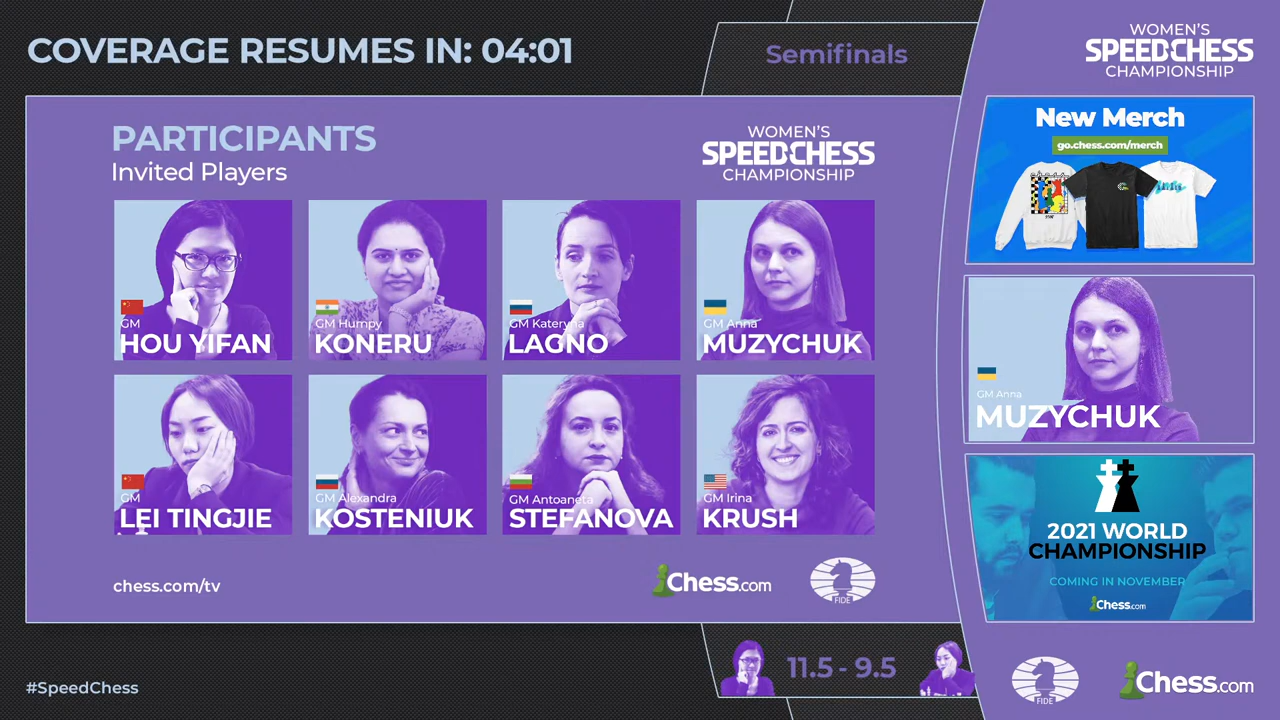 COVERAGE RESUMES IN: 04:01
Semifinals
WOMEN'S
SPEEDCHESS
CHAMPIONSHIP
PARTICIPANTS
Invited Players
WOMEN'S
SPEEDCHESS
CHAMPIONSHIP
GM
HOU YIFAN
GM Humpy
KONERU
GM Kateryna
LAGNO
GM Anna
MUZYCHUK
GM
LEI TINGJIE
GM Alexandra
KOSTENIUK
GM Antoaneta
STEFANOVA
GM Irina
KRUSH
chess.com/tv
Chess.com
FIDE
New Merch
go.chess.com/merch
GM Anna
MUZYCHUK
2021 WORLD
CHAMPIONSHIP
COMING IN NOVEMBER
Chess.com
#SpeedChess
11.5 - 9.5
FIDE
Chess.com